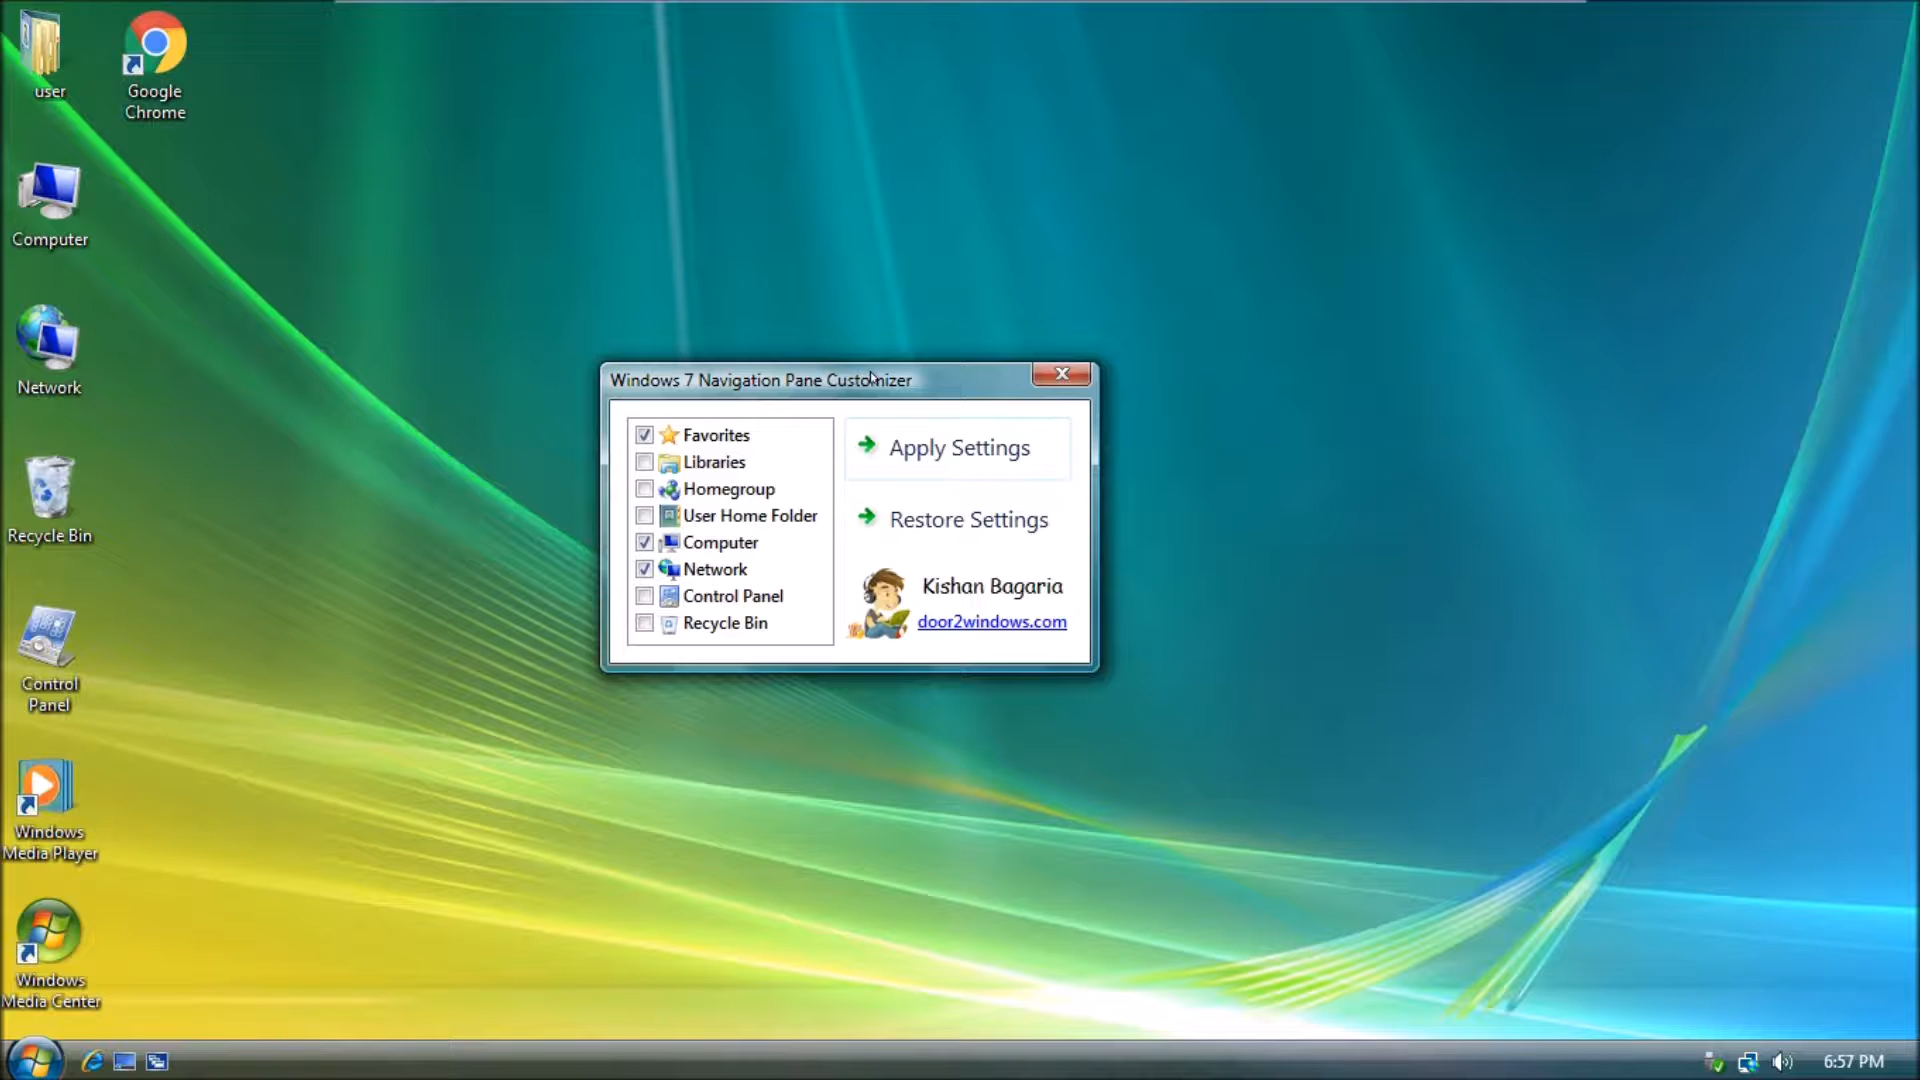 user
Google
Chrome
Computer
Network
Recycle Bin
Control
Panel
Windows
Media Player
Windows
Media Center
Windows 7 Navigation Pane Customizer
Favorites
Libraries
Homegroup
User Home Folder
Computer
Network
Control Panel
Recycle Bin
Apply Settings
Restore Settings
Kishan Bagaria
door2windows.com
6:57 PM